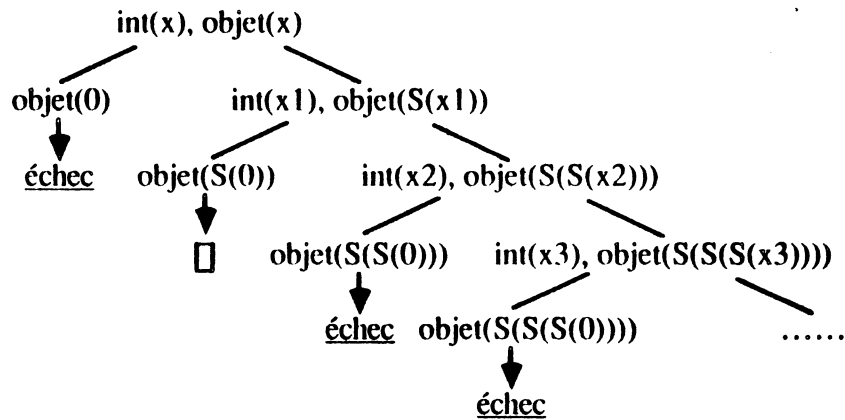 int(x), objet(x)
objet(0) int(x1), objet(S(x1))
échec objet(S(0)) int(x2), objet(S(S(x2)))
objet(S(S(0))) int(x3), objet(S(S(S(x3))))
échec objet(S(S(S(0)))) ......
échec